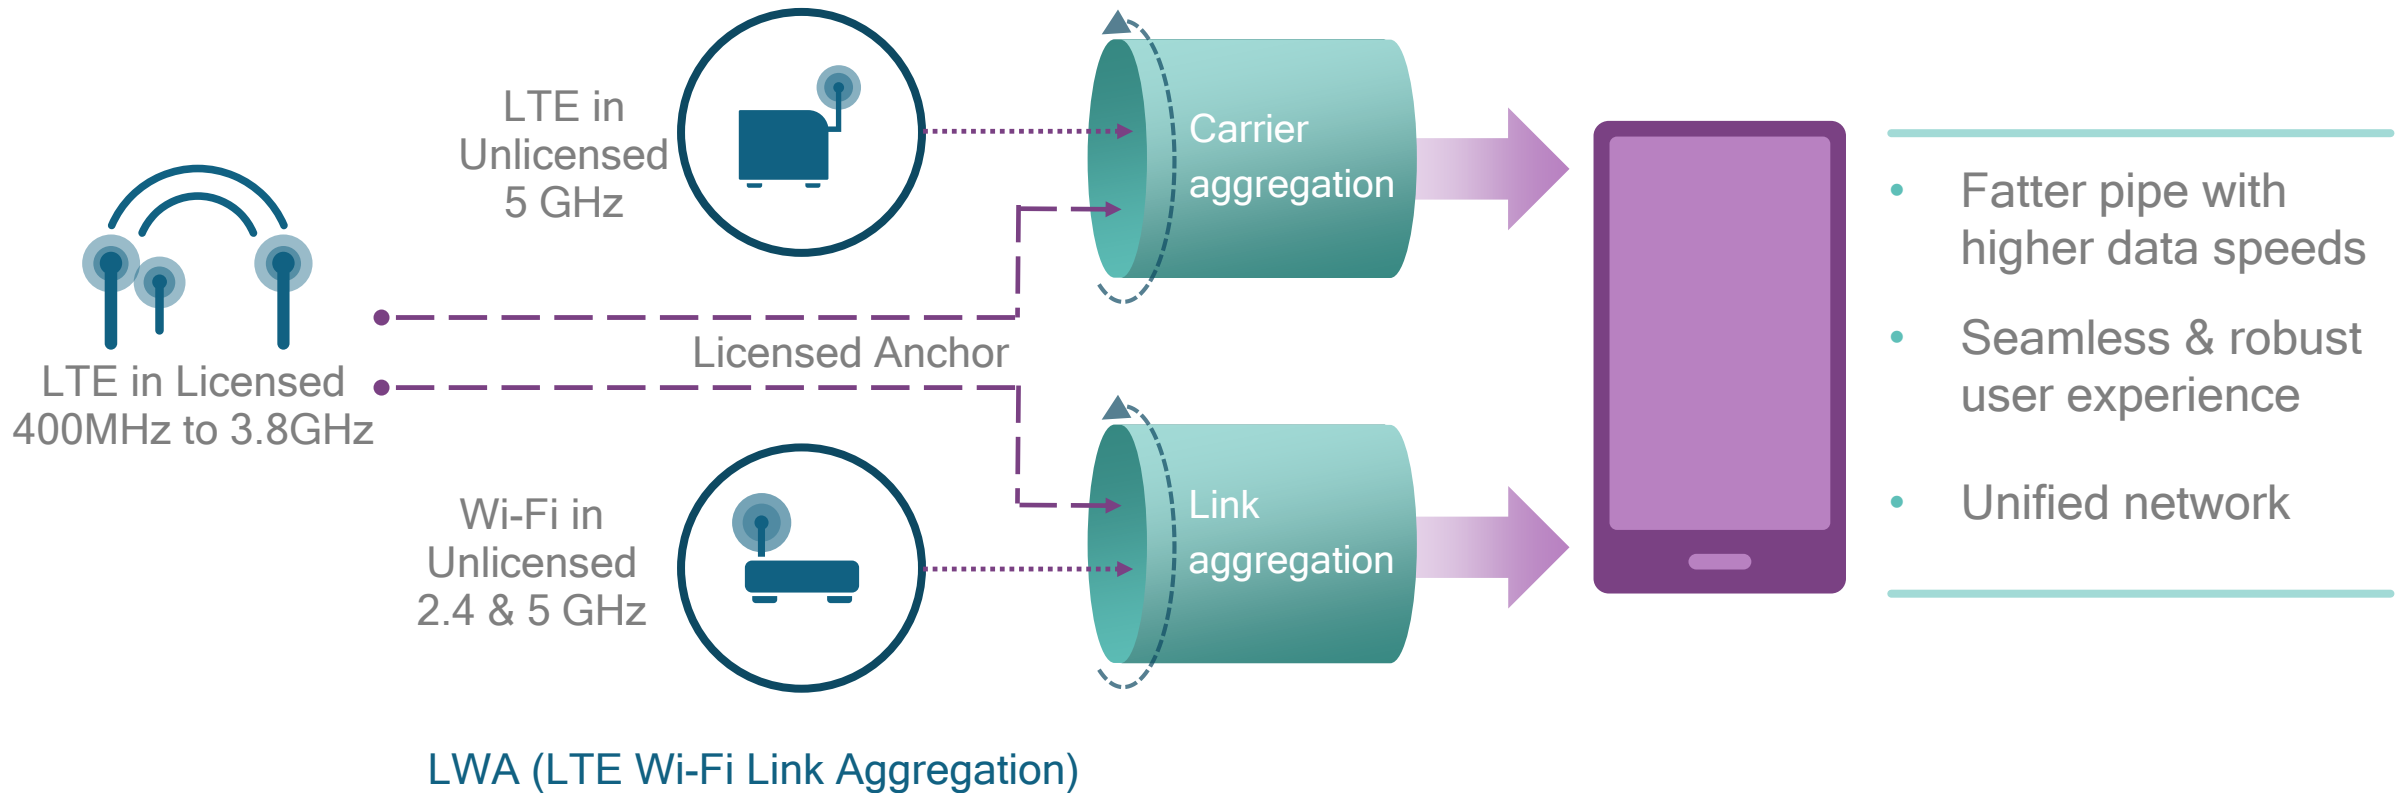 LTE in
Unlicensed
5 GHz
Carrier
aggregation
LTE in Licensed
400MHz to 3.8GHz
Licensed Anchor
Wi-Fi in
Unlicensed
2.4 & 5 GHz
Link
aggregation
• Fatter pipe with
higher data speeds
• Seamless & robust
user experience
• Unified network
LWA (LTE Wi-Fi Link Aggregation)